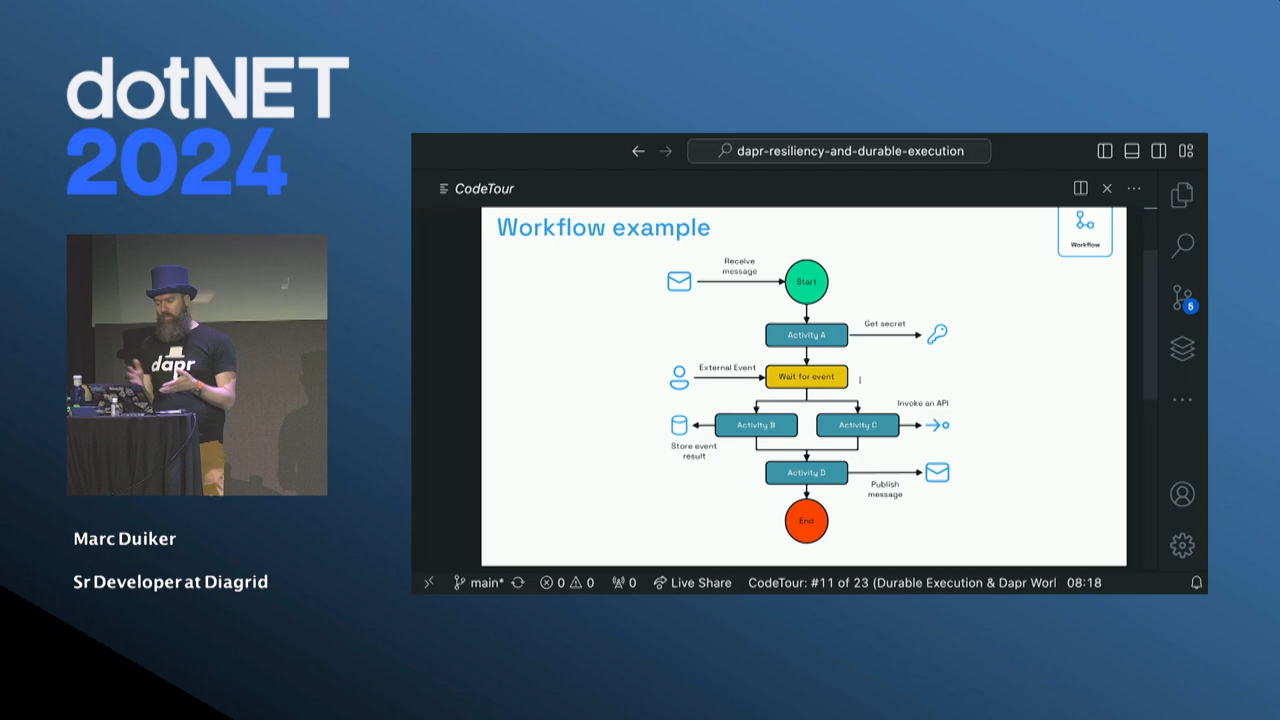 dotNET
2024
dapr
Marc Duiker
Sr Developer at Diagrid
dapr-resiliency-and-durable-execution
CodeTour
Workflow example
Workflow
Receive
message
Start
Activity A
Get secret
External Event
Wait for event
Invoke an API
Activity B
Activity C
Store event
result
Activity D
Publish
message
End
5
main*
0
0
0
Live Share
CodeTour: #11 of 23 (Durable Execution & Dapr Worl
08:18